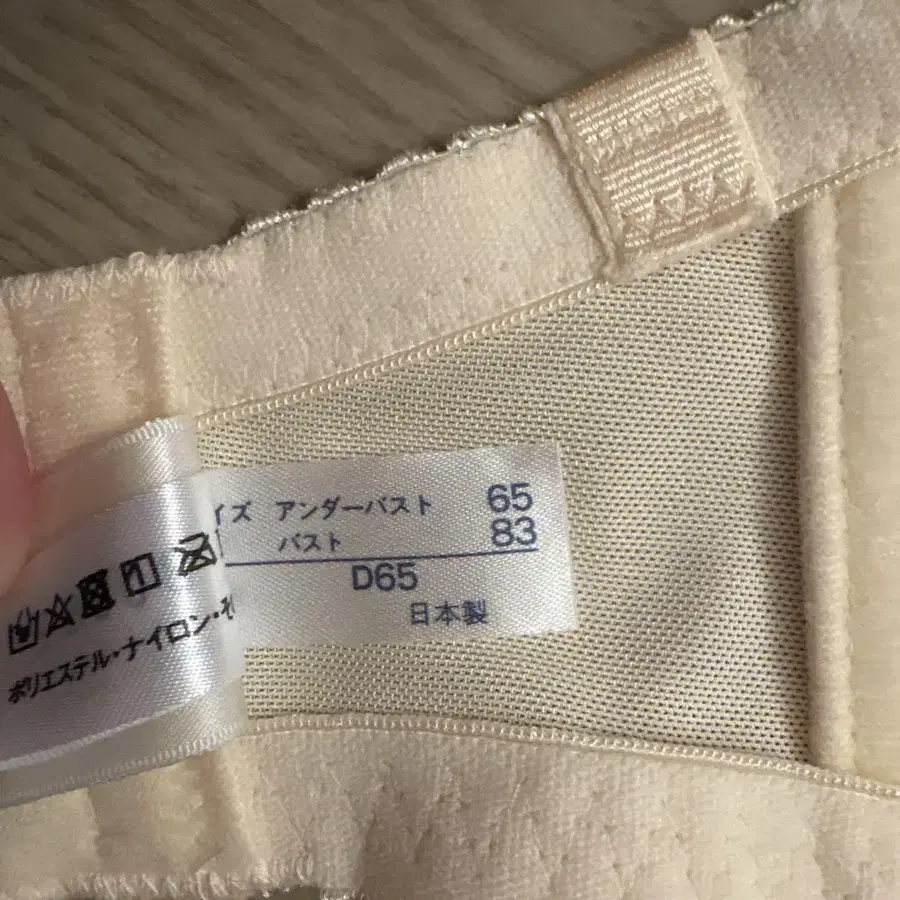 イズ アンダーバスト 65
バスト 83
D65
日本製
ポリエステル・ナイロン・